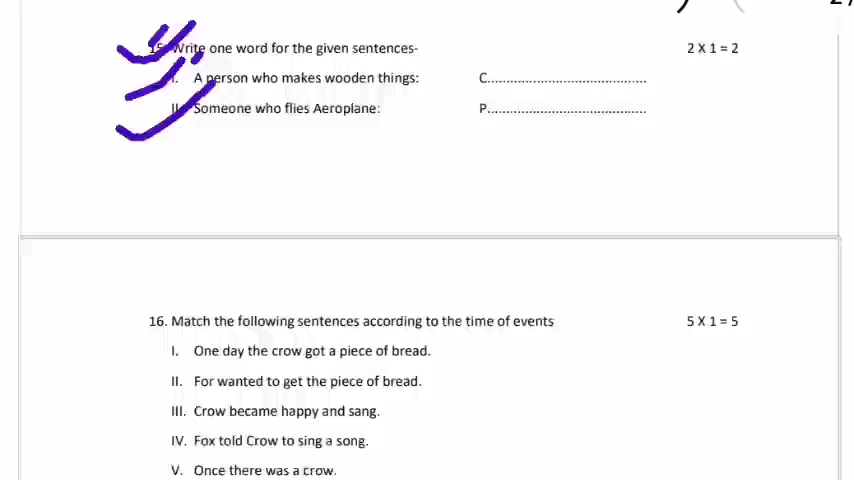 15. Write one word for the given sentences- 2 X 1 = 2
I. A person who makes wooden things: C..........................................
II. Someone who flies Aeroplane: P..........................................
16. Match the following sentences according to the time of events 5 X 1 = 5
I. One day the crow got a piece of bread.
II. For wanted to get the piece of bread.
III. Crow became happy and sang.
IV. Fox told Crow to sing a song.
V. Once there was a crow.